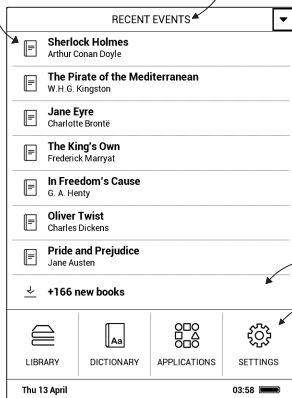 RECENT EVENTS
Sherlock Holmes
Arthur Conan Doyle
The Pirate of the Mediterranean
W.H.G. Kingston
Jane Eyre
Charlotte Brontë
The King's Own
Frederick Marryat
In Freedom's Cause
G. A. Henty
Oliver Twist
Charles Dickens
Pride and Prejudice
Jane Austen
+166 new books
Aa
LIBRARY DICTIONARY APPLICATIONS SETTINGS
Thu 13 April 03:58